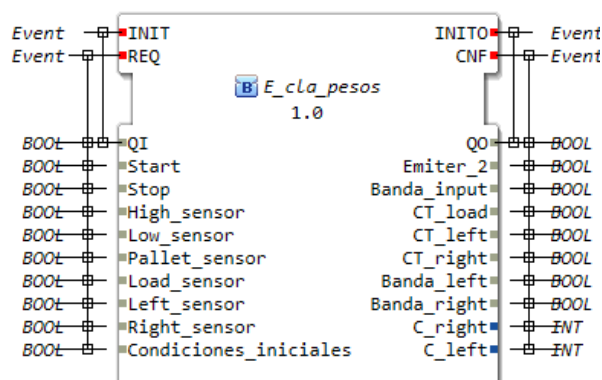 Event INIT INITO Event
Event REQ CNF Event
B E_cla_pesos
1.0
BOOL QI QO BOOL
BOOL Start Emiter_2 BOOL
BOOL Stop Banda_input BOOL
BOOL High_sensor CT_load BOOL
BOOL Low_sensor CT_left BOOL
BOOL Pallet_sensor CT_right BOOL
BOOL Load_sensor Banda_left BOOL
BOOL Left_sensor Banda_right BOOL
BOOL Right_sensor C_right INT
BOOL Condiciones_iniciales C_left INT